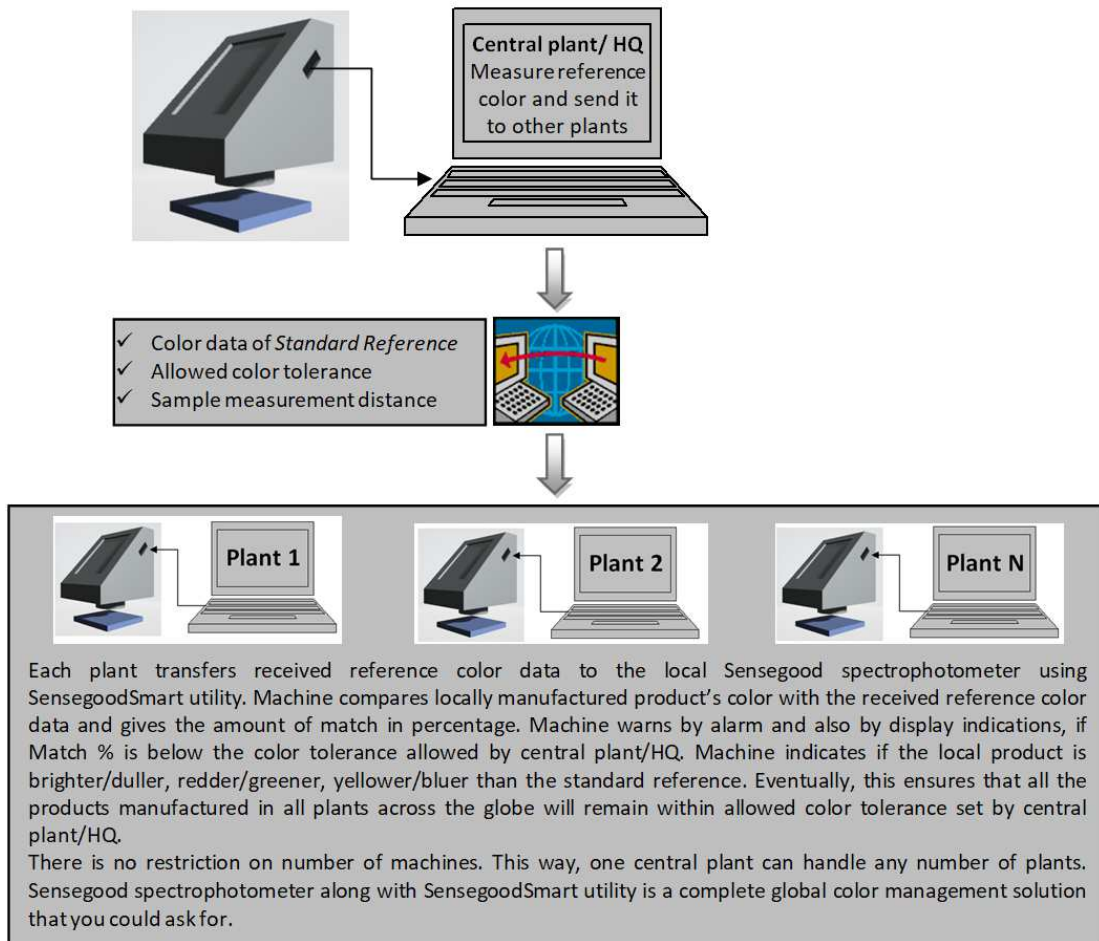 Central plant/ HQ
Measure reference
color and send it
to other plants
✓ Color data of Standard Reference
✓ Allowed color tolerance
✓ Sample measurement distance
Plant 1
Plant 2
Plant N
Each plant transfers received reference color data to the local Sensegood spectrophotometer using
SensegoodSmart utility. Machine compares locally manufactured product's color with the received reference color
data and gives the amount of match in percentage. Machine warns by alarm and also by display indications, if
Match % is below the color tolerance allowed by central plant/HQ. Machine indicates if the local product is
brighter/duller, redder/greener, yellower/bluer than the standard reference. Eventually, this ensures that all the
products manufactured in all plants across the globe will remain within allowed color tolerance set by central
plant/HQ.
There is no restriction on number of machines. This way, one central plant can handle any number of plants.
Sensegood spectrophotometer along with SensegoodSmart utility is a complete global color management solution
that you could ask for.